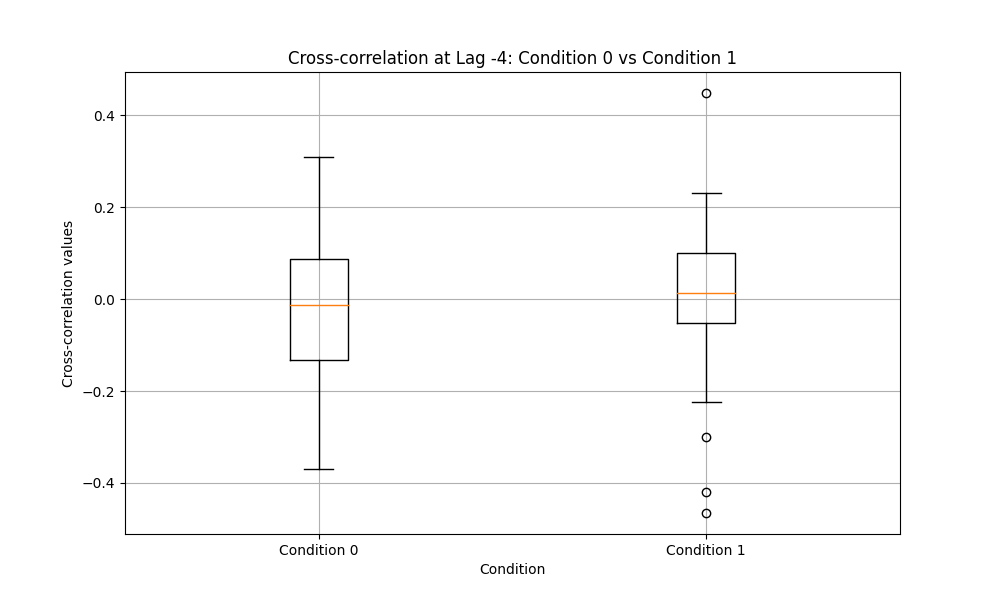 Cross-correlation at Lag -4: Condition 0 vs Condition 1
Cross-correlation values
0.4
0.2
0.0
−0.2
−0.4
Condition 0
Condition 1
Condition